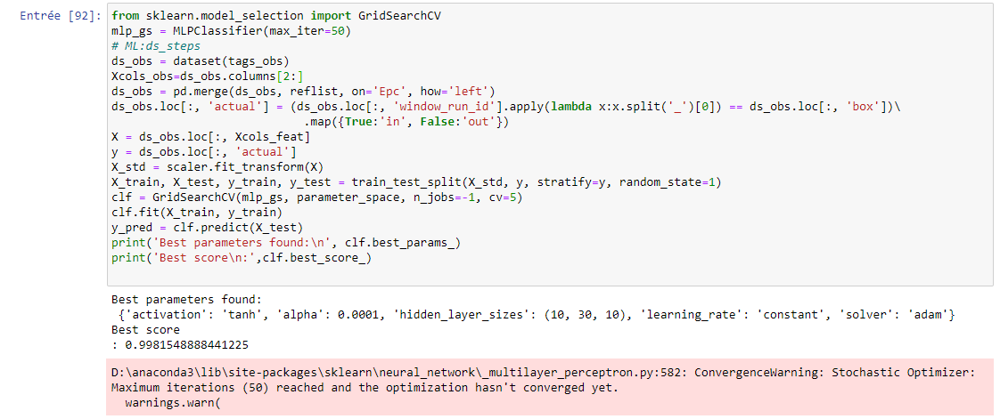 Entrée [92]: from sklearn.model_selection import GridSearchCV
mlp_gs = MLPClassifier(max_iter=50)
# ML:ds_steps
ds_obs = dataset(tags_obs)
Xcols_obs=ds_obs.columns[2:]
ds_obs = pd.merge(ds_obs, reflist, on='Epc', how='left')
ds_obs.loc[:, 'actual'] = (ds_obs.loc[:, 'window_run_id'].apply(lambda x:x.split('_')[0]) == ds_obs.loc[:, 'box'])\
.map({True:'in', False:'out'})
X = ds_obs.loc[:, Xcols_feat]
y = ds_obs.loc[:, 'actual']
X_std = scaler.fit_transform(X)
X_train, X_test, y_train, y_test = train_test_split(X_std, y, stratify=y, random_state=1)
clf = GridSearchCV(mlp_gs, parameter_space, n_jobs=-1, cv=5)
clf.fit(X_train, y_train)
y_pred = clf.predict(X_test)
print('Best parameters found:\n', clf.best_params_)
print('Best score\n:',clf.best_score_)
Best parameters found:
{'activation': 'tanh', 'alpha': 0.0001, 'hidden_layer_sizes': (10, 30, 10), 'learning_rate': 'constant', 'solver': 'adam'}
Best score
: 0.9981548888441225
D:\anaconda3\lib\site-packages\sklearn\neural_network\_multilayer_perceptron.py:582: ConvergenceWarning: Stochastic Optimizer:
Maximum iterations (50) reached and the optimization hasn't converged yet.
warnings.warn(